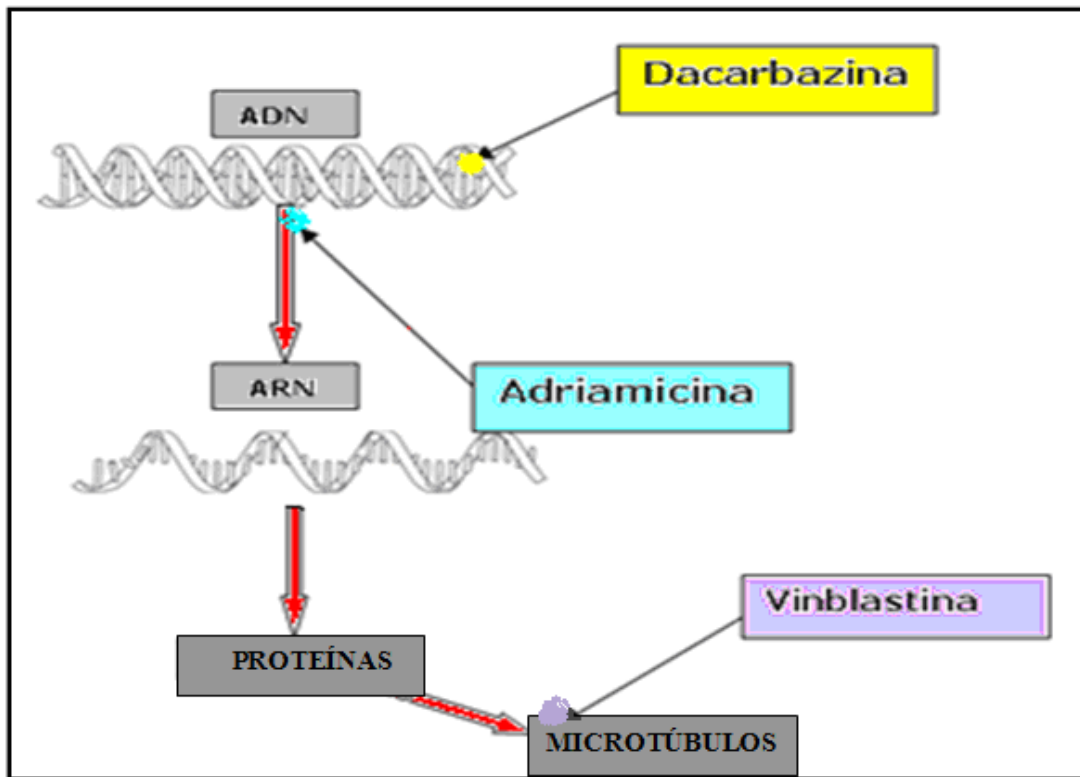 Dacarbazina
ADN
ARN
Adriamicina
Vinblastina
PROTEÍNAS
MICROTÚBULOS